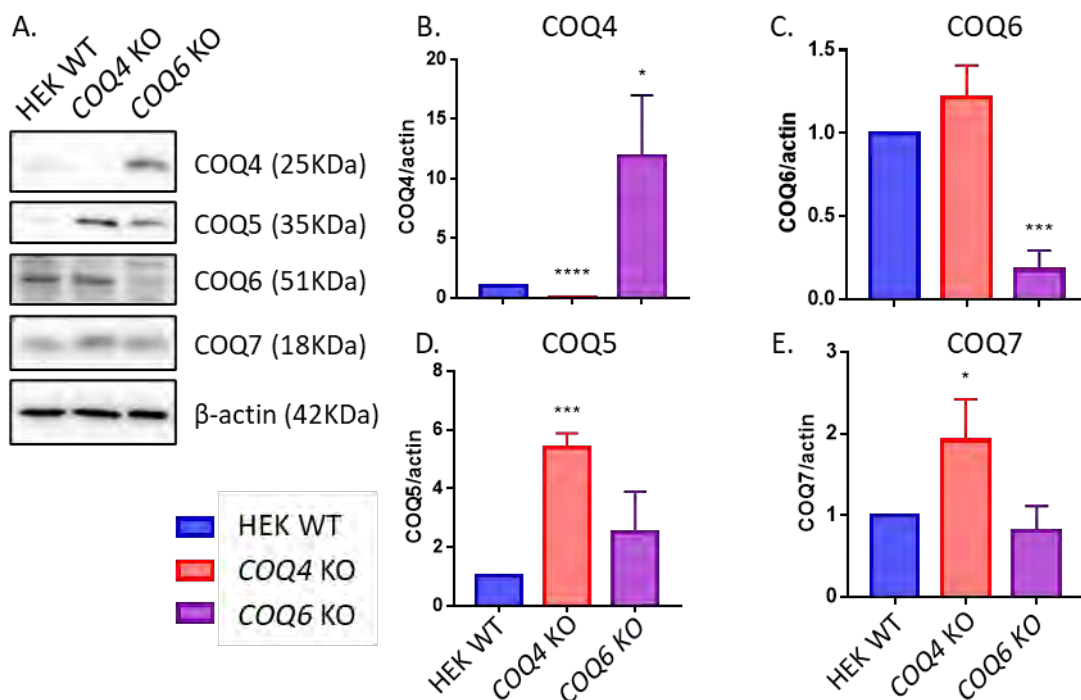 A.
HEK WT
COQ4 KO
COQ6 KO
COQ4 (25KDa)
COQ5 (35KDa)
COQ6 (51KDa)
COQ7 (18KDa)
β-actin (42KDa)
HEK WT
COQ4 KO
COQ6 KO
B.
COQ4
COQ4/actin
20
15
10
5
0
****
*
C.
COQ6
COQ6/actin
1.5
1.0
0.5
0.0
***
D.
COQ5
COQ5/actin
8
6
4
2
0
***
HEK WT
COQ4 KO
COQ6 KO
E.
COQ7
COQ7/actin
3
2
1
0
*
HEK WT
COQ4 KO
COQ6 KO